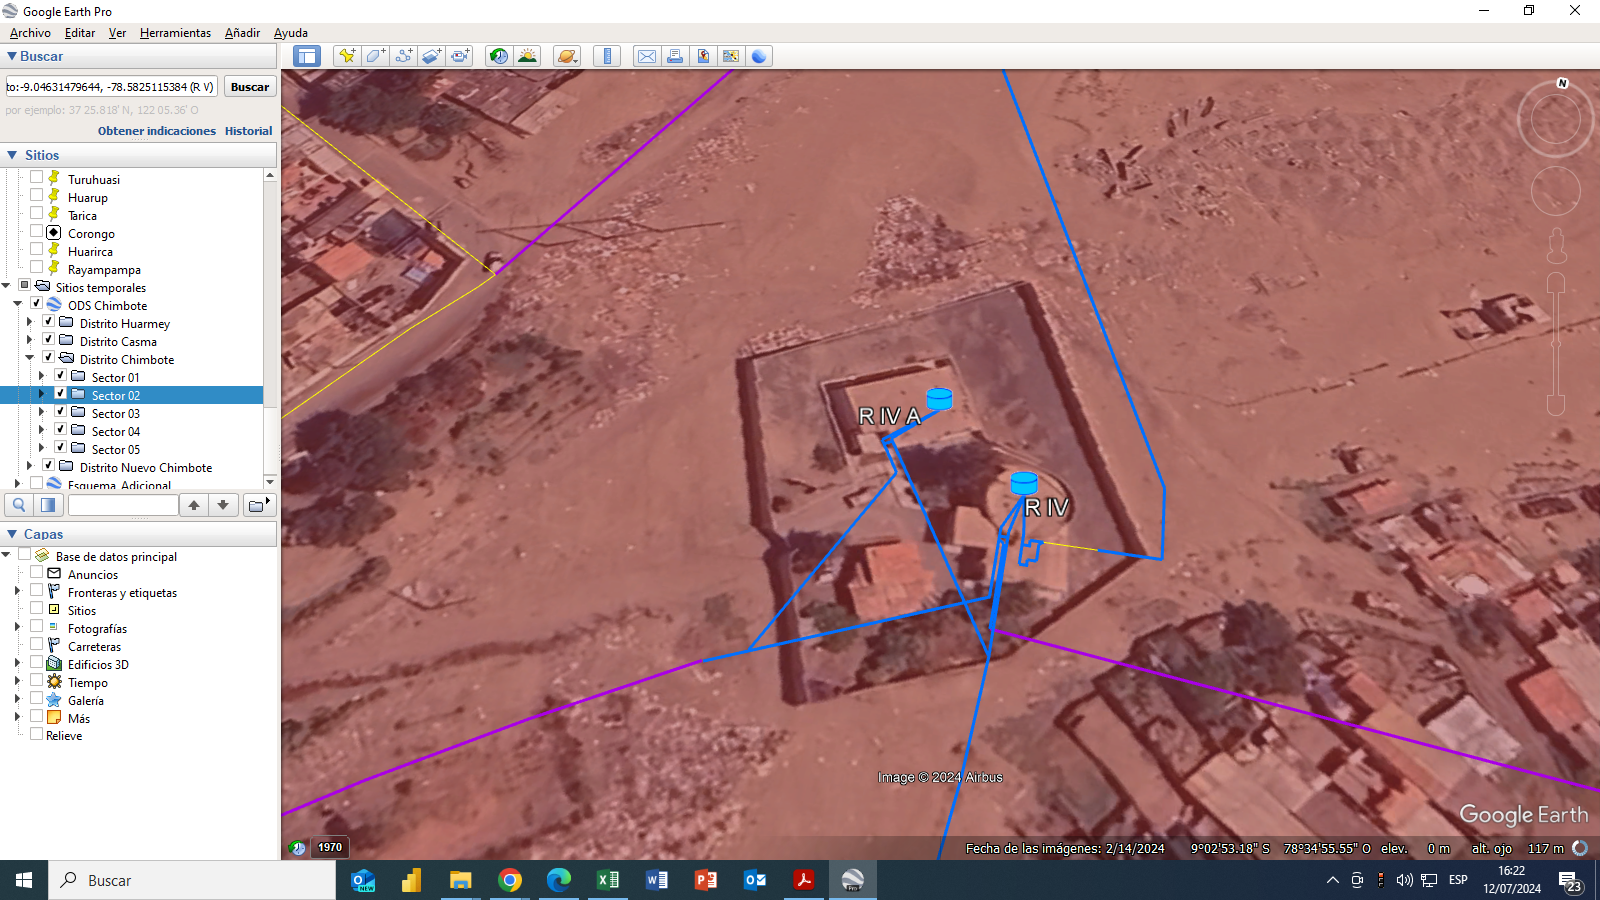 Google Earth Pro
Archivo Editar Ver Herramientas Añadir Ayuda
Buscar
to:-9.04631479644, -78.5825115384 (R V) Buscar
por ejemplo: 37 25.818' N, 122 05.36' O
Obtener indicaciones Historial
Sitios
Turuhuasi
Huarup
Tarica
Corongo
Huarirca
Rayampampa
Sitios temporales
ODS Chimbote
Distrito Huarmey
Distrito Casma
Distrito Chimbote
Sector 01
Sector 02
Sector 03
Sector 04
Sector 05
Distrito Nuevo Chimbote
Esquema_Adicional
Capas
Base de datos principal
Anuncios
Fronteras y etiquetas
Sitios
Fotografías
Carreteras
Edificios 3D
Tiempo
Galería
Más
Relieve
N
R IV A
R IV
Image © 2024 Airbus
Google Earth
1970
Fecha de las imágenes: 2/14/2024 9°02'53.18" S 78°34'55.55" O elev. 0 m alt. ojo 117 m
Buscar
NEW
Pro
ESP
16:22
12/07/2024
23